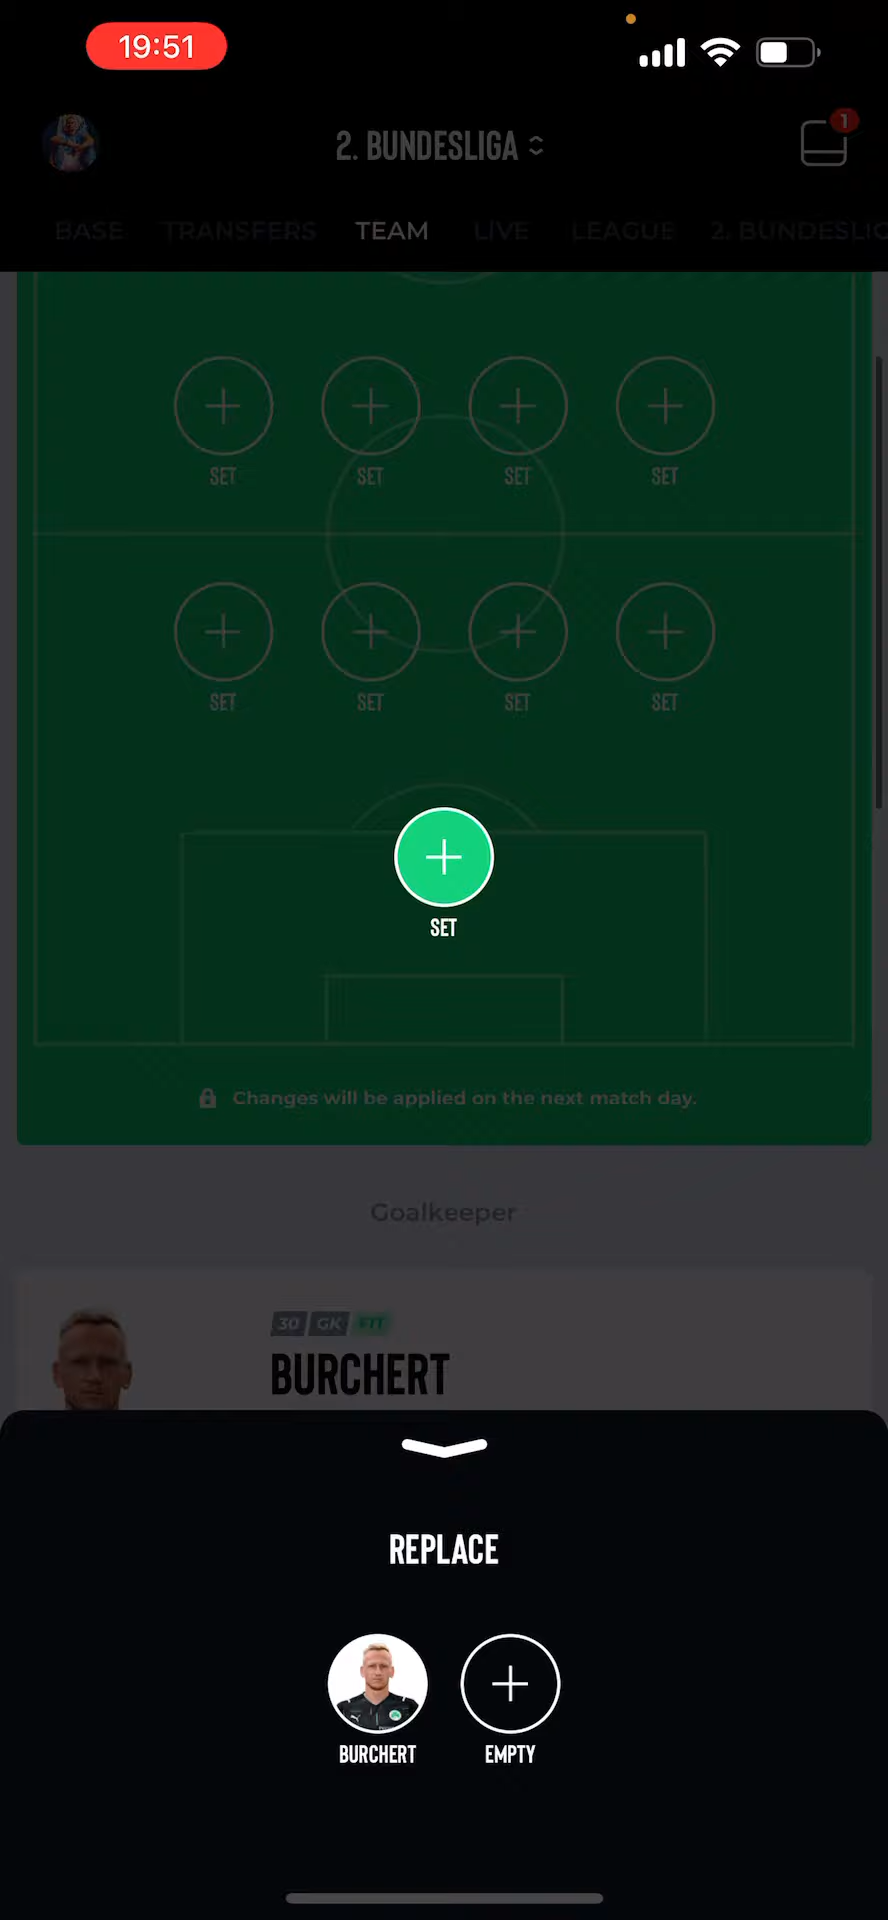 19:51
2. BUNDESLIGA
1
BASE TRANSFERS TEAM LIVE LEAGUE 2. BUNDESLIG
SET SET SET SET
SET SET SET SET
SET
Changes will be applied on the next match day.
Goalkeeper
30 GK FIT
BURCHERT
REPLACE
BURCHERT EMPTY